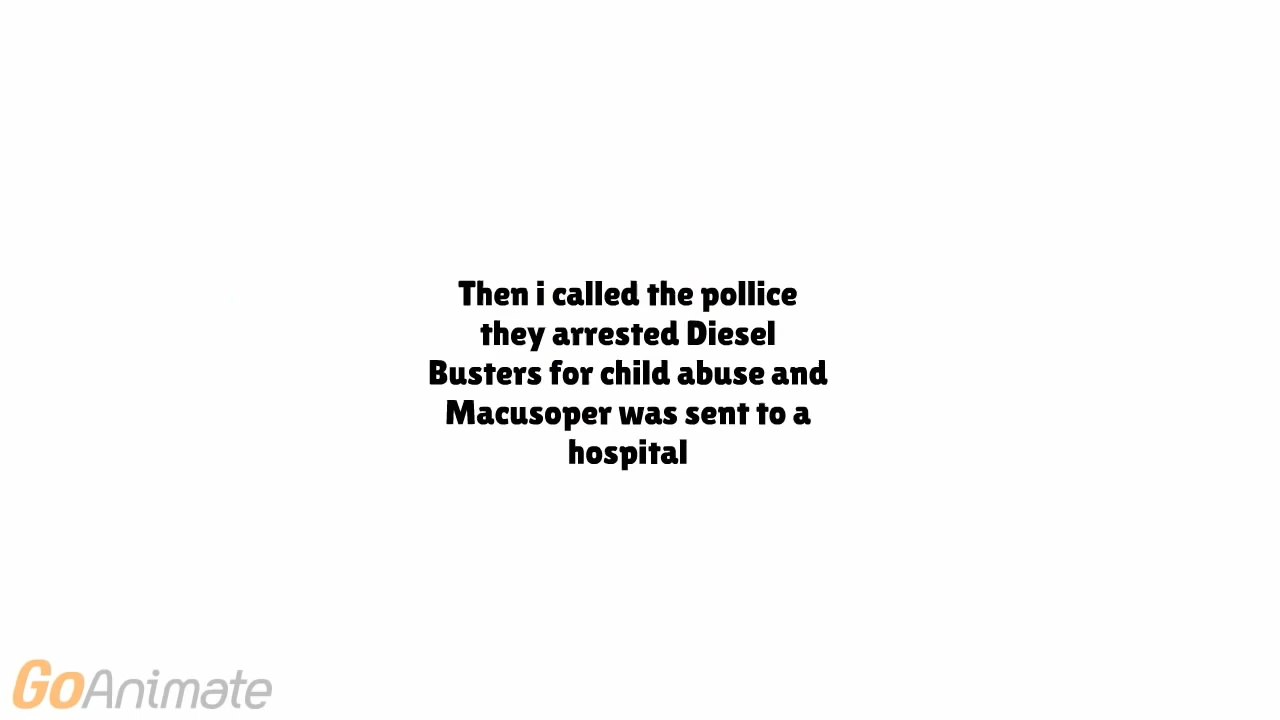 Then i called the pollice
they arrested Diesel
Busters for child abuse and
Macusoper was sent to a
hospital
GoAnimate